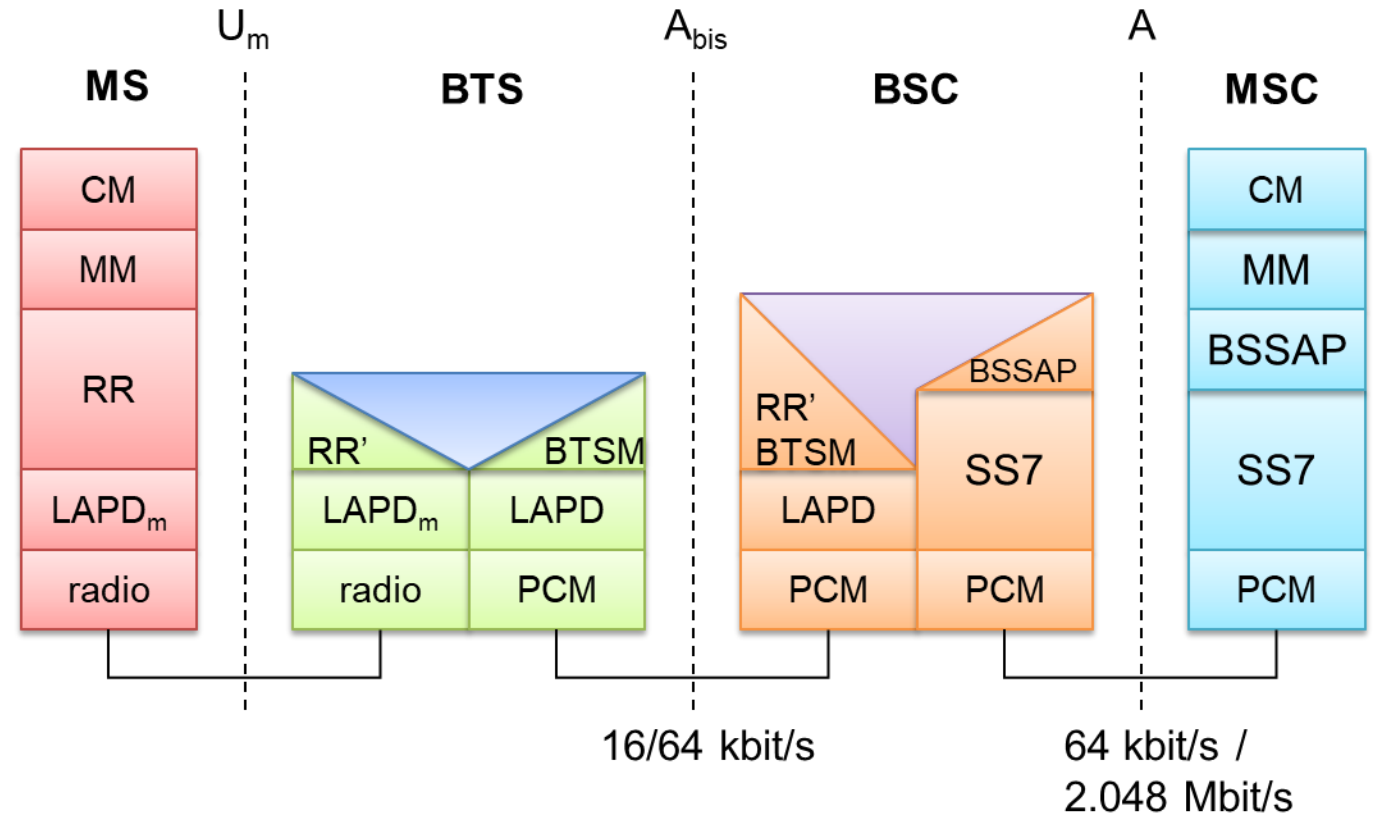 Um
Abis
A
MS
BTS
BSC
MSC
CM
MM
RR
LAPDm
radio
RR’
BTSM
LAPDm
LAPD
radio
PCM
RR’
BTSM
BSSAP
LAPD
SS7
PCM
PCM
CM
MM
BSSAP
SS7
PCM
16/64 kbit/s
64 kbit/s /
2.048 Mbit/s